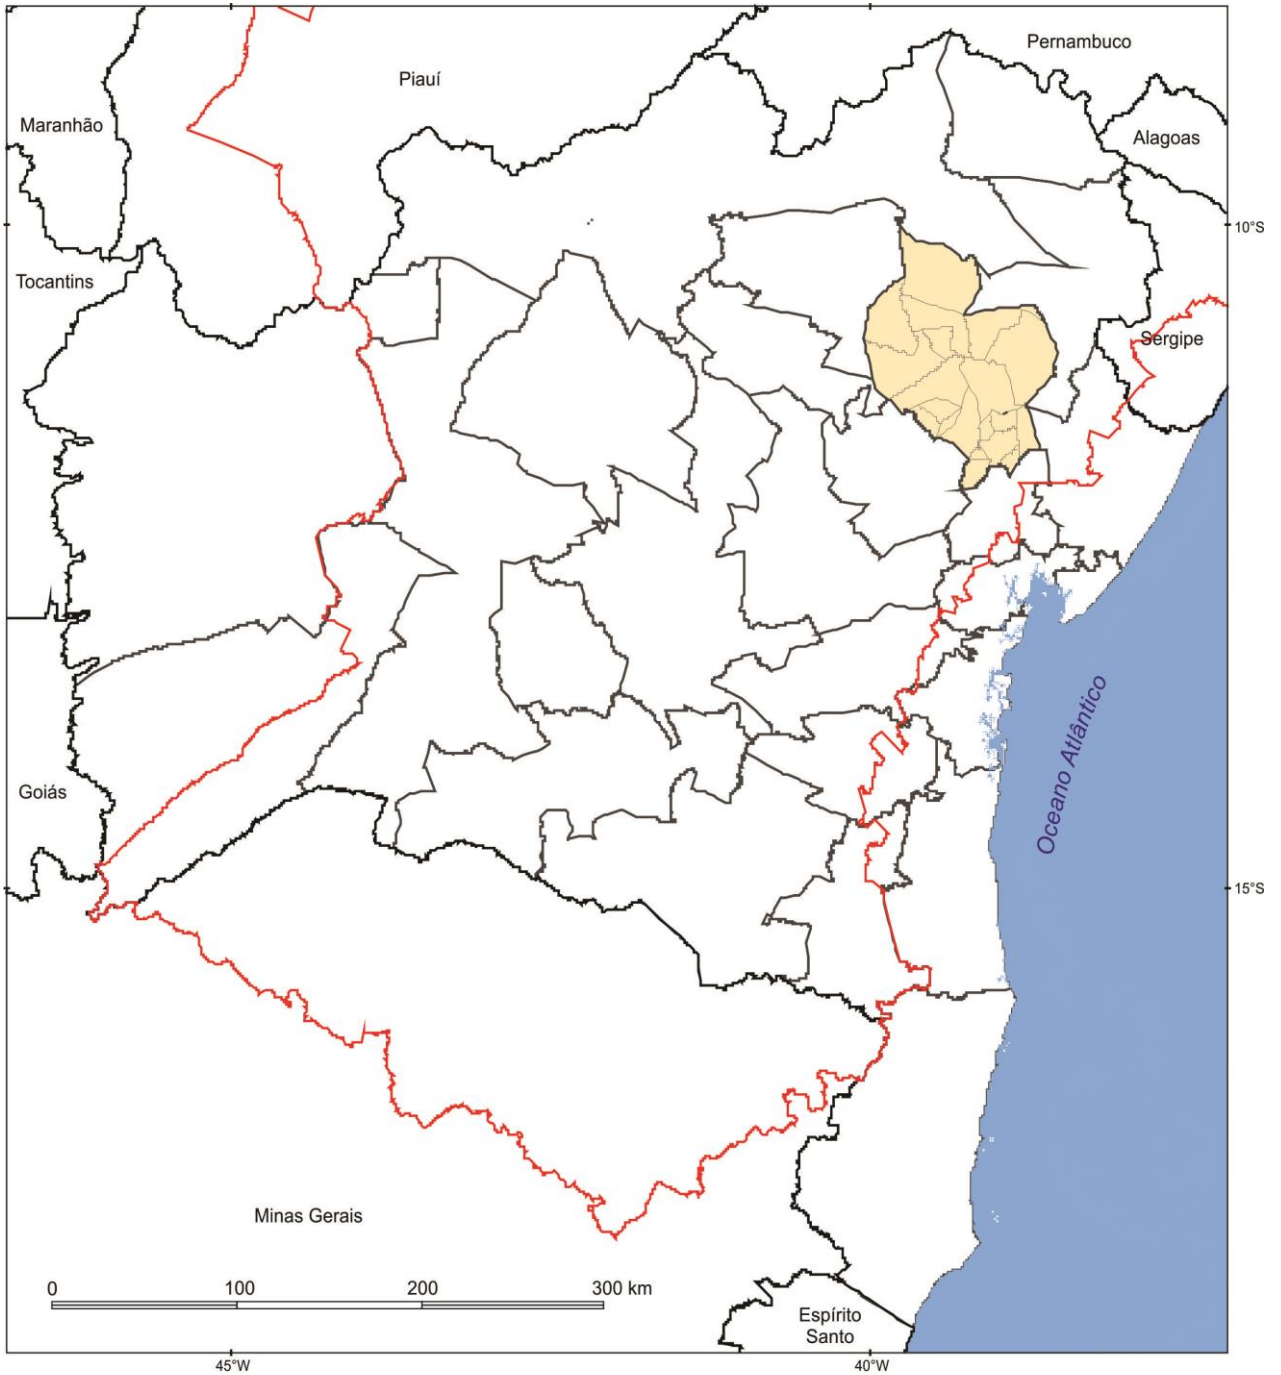 Pernambuco
Piauí
Maranhão
Alagoas
10°S
Tocantins
Sergipe
Oceano Atlântico
Goiás
15°S
Minas Gerais
0 100 200 300 km
Espírito
Santo
45°W 40°W